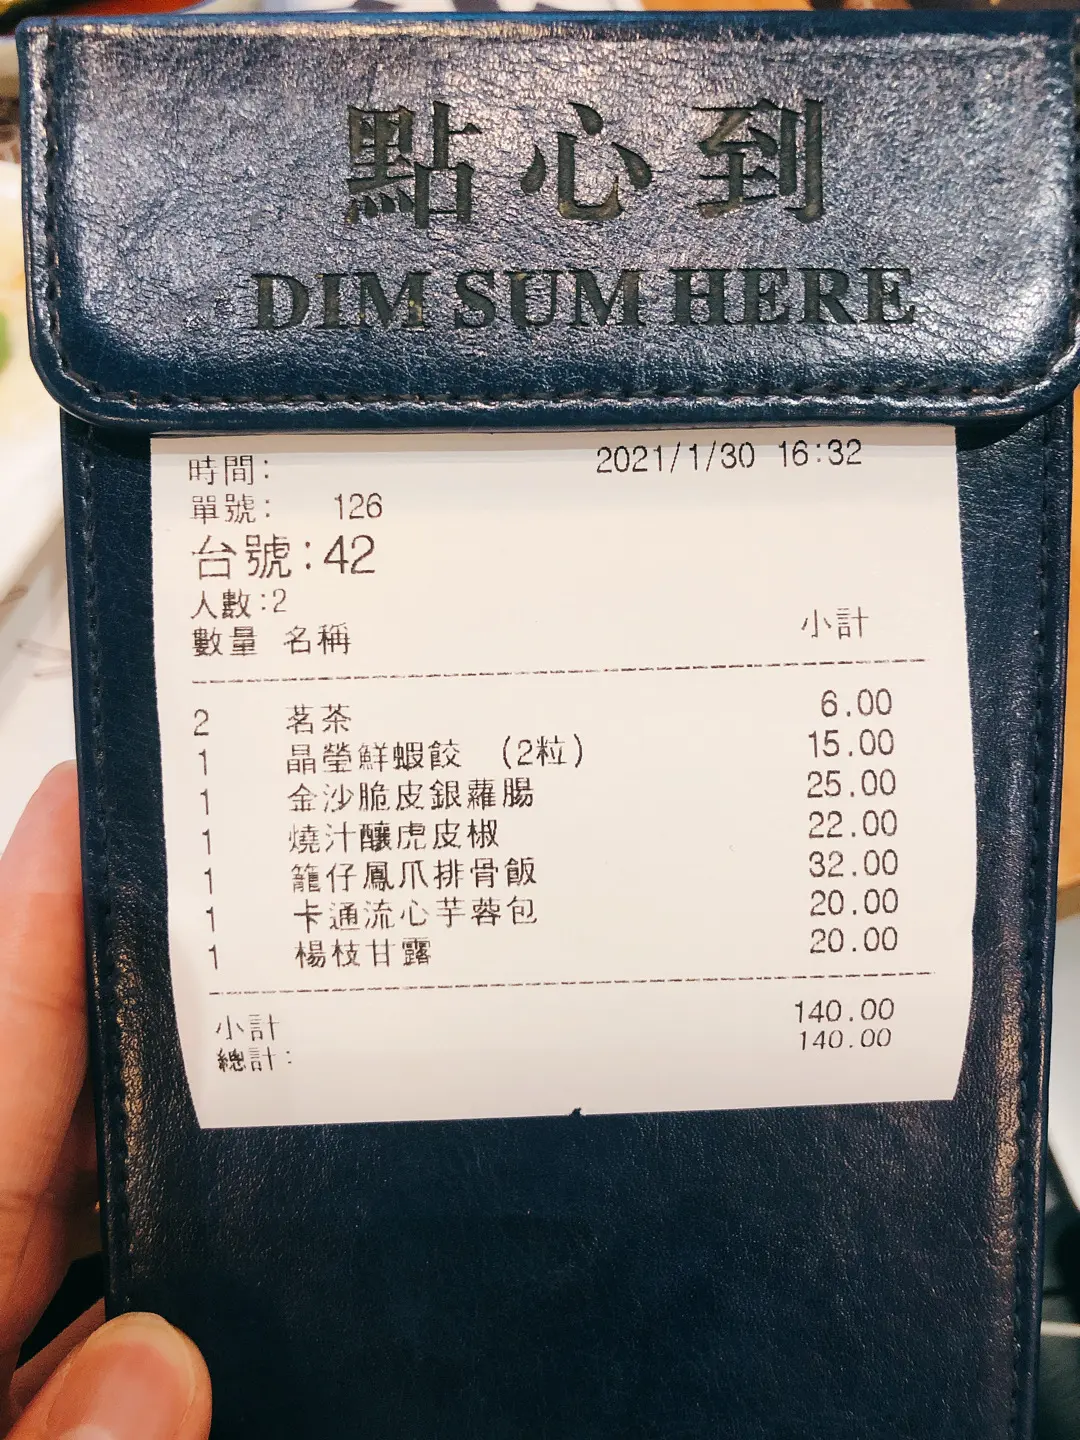 點心到
DIM SUM HERE
時間: 2021/1/30 16:32
單號: 126
台號:42
人數:2
數量 名稱 小計
2 茗茶 6.00
1 晶瑩鮮蝦餃 (2粒) 15.00
1 金沙脆皮銀蘿腸 25.00
1 燒汁釀虎皮椒 22.00
1 籠仔鳳爪排骨飯 32.00
1 卡通流心芋蓉包 20.00
1 楊枝甘露 20.00
小計 140.00
總計: 140.00